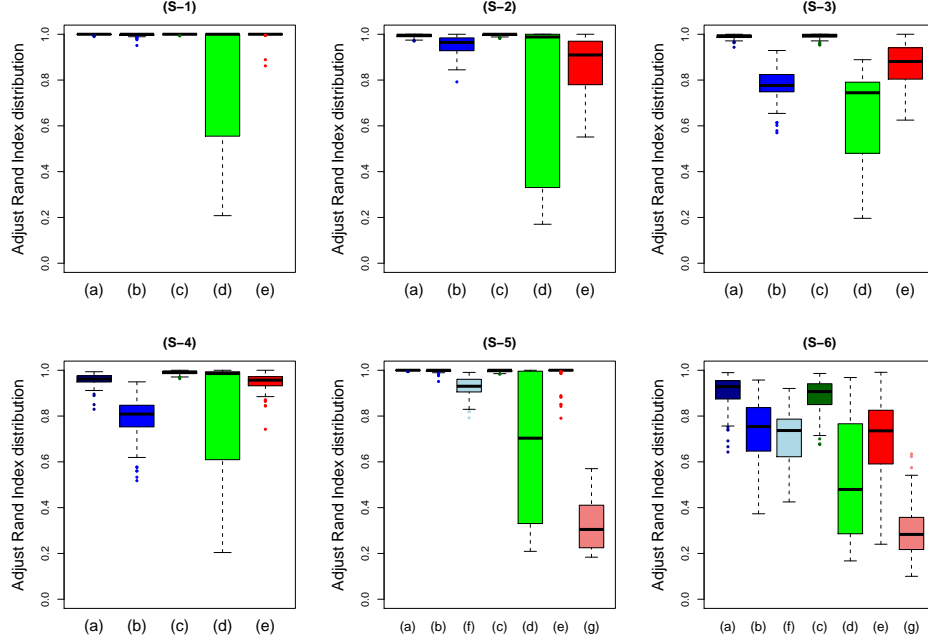 (S−1)
Adjust Rand Index distribution
0.0 0.2 0.4 0.6 0.8 1.0
(a) (b) (c) (d) (e)
(S−2)
Adjust Rand Index distribution
0.0 0.2 0.4 0.6 0.8 1.0
(a) (b) (c) (d) (e)
(S−3)
Adjust Rand Index distribution
0.0 0.2 0.4 0.6 0.8 1.0
(a) (b) (c) (d) (e)
(S−4)
Adjust Rand Index distribution
0.0 0.2 0.4 0.6 0.8 1.0
(a) (b) (c) (d) (e)
(S−5)
Adjust Rand Index distribution
0.0 0.2 0.4 0.6 0.8 1.0
(a) (b) (f) (c) (d) (e) (g)
(S−6)
Adjust Rand Index distribution
0.0 0.2 0.4 0.6 0.8 1.0
(a) (b) (f) (c) (d) (e) (g)